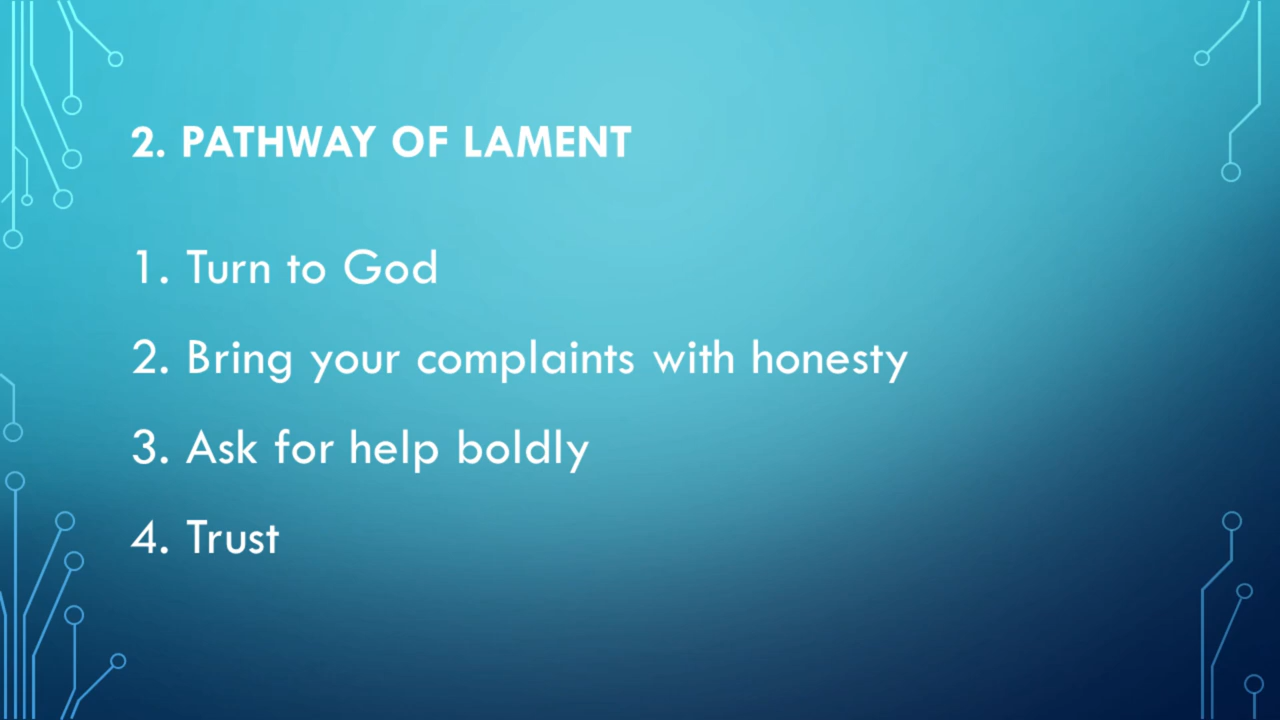 2. PATHWAY OF LAMENT
1. Turn to God
2. Bring your complaints with honesty
3. Ask for help boldly
4. Trust